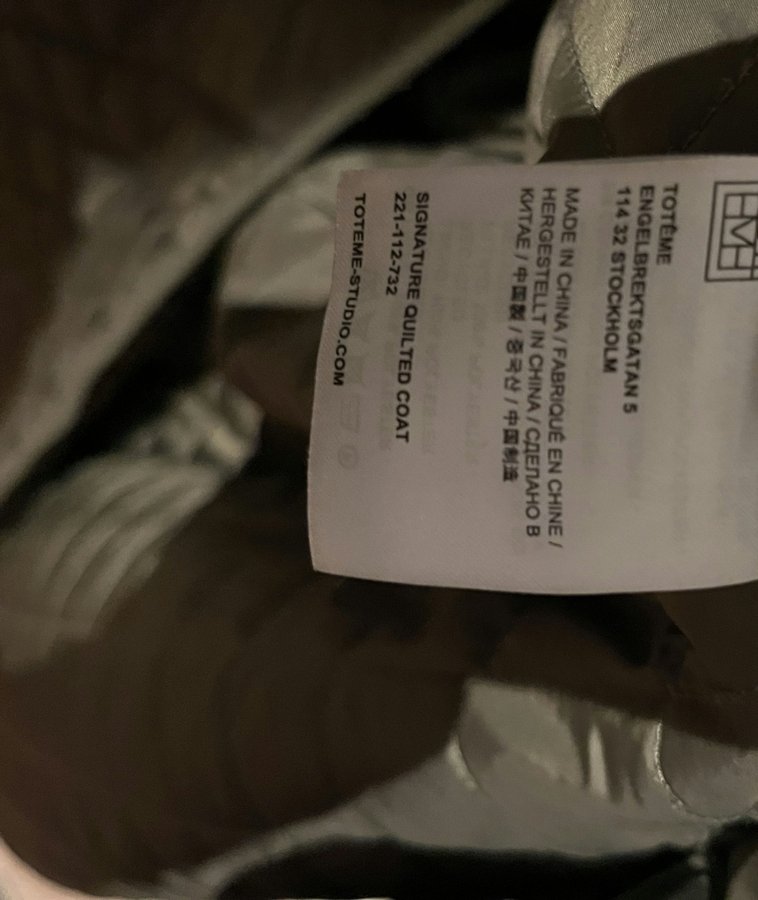 TOTÊME
ENGELBREKTSGATAN 5
114 32 STOCKHOLM
MADE IN CHINA / FABRIQUÉ EN CHINE /
HERGESTELLT IN CHINA / СДЕЛАНО В
КИТАЕ / 中国製 / 중국산 / 中国制造
SIGNATURE QUILTED COAT
221-112-732
TOTEME-STUDIO.COM